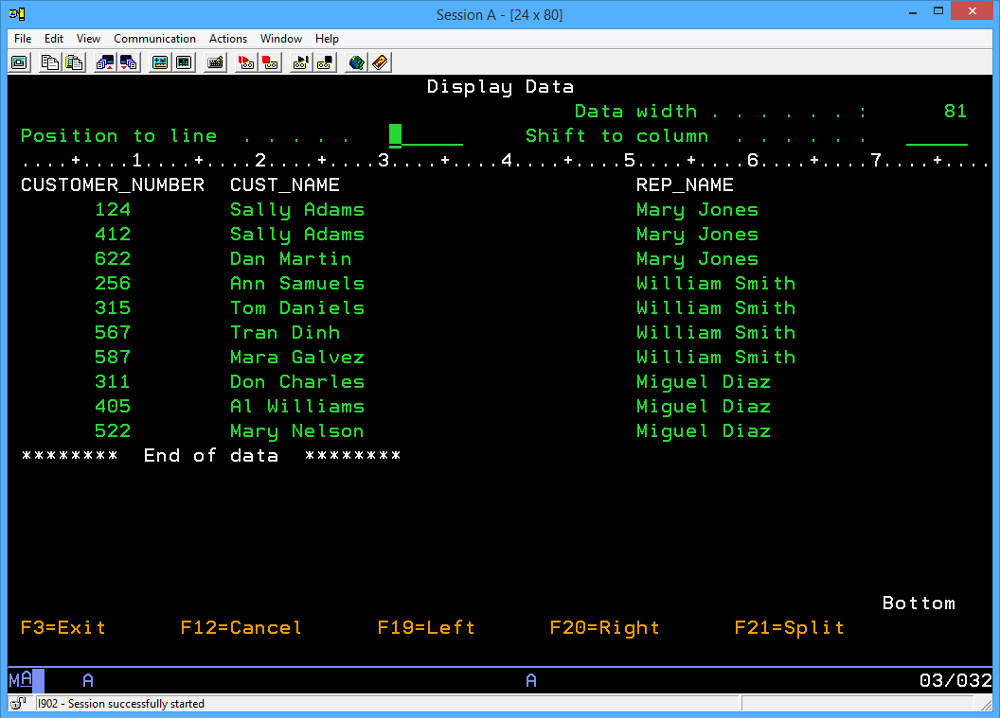 Session A - [24 x 80]
File Edit View Communication Actions Window Help
Display Data
Data width . . . . . . . : 81
Position to line . . . . . Shift to column . . . . . .
....+....1....+....2....+....3....+....4....+....5....+....6....+....7....+....
CUSTOMER_NUMBER CUST_NAME REP_NAME
124 Sally Adams Mary Jones
412 Sally Adams Mary Jones
622 Dan Martin Mary Jones
256 Ann Samuels William Smith
315 Tom Daniels William Smith
567 Tran Dinh William Smith
587 Mara Galvez William Smith
311 Don Charles Miguel Diaz
405 Al Williams Miguel Diaz
522 Mary Nelson Miguel Diaz
******** End of data ********
Bottom
F3=Exit F12=Cancel F19=Left F20=Right F21=Split
MA A A 03/032
I902 - Session successfully started